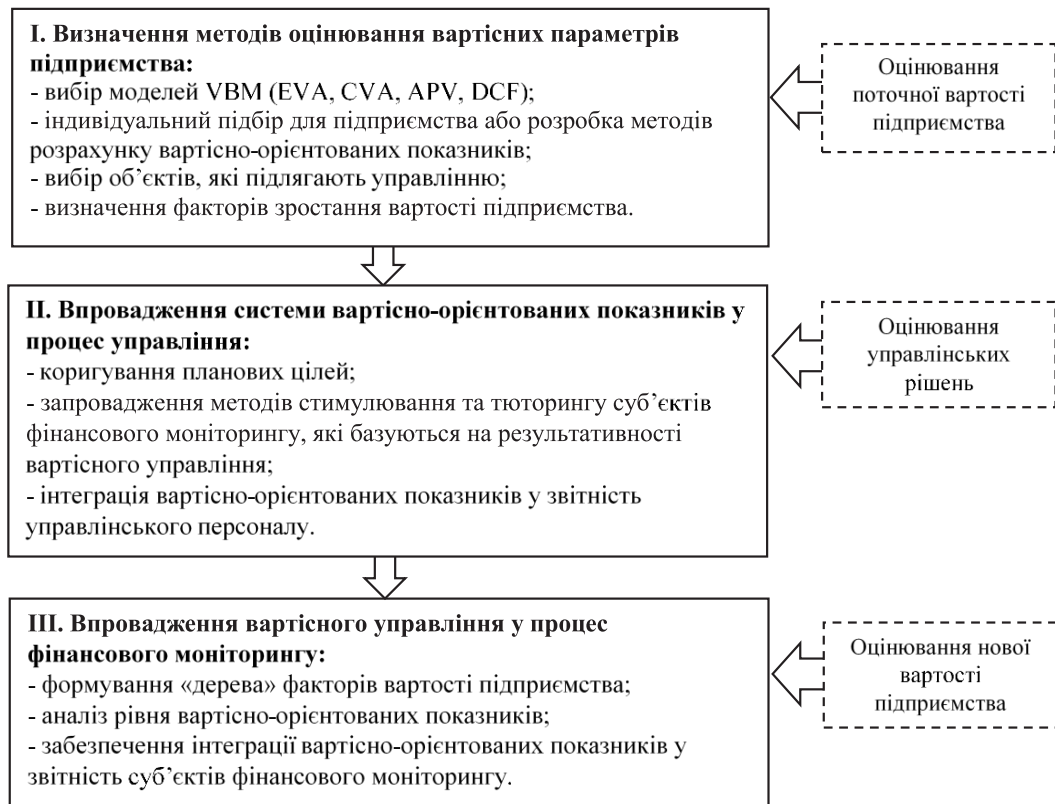 І. Визначення методів оцінювання вартісних параметрів
підприємства:
- вибір моделей VBM (EVA, CVA, APV, DCF);
- індивідуальний підбір для підприємства або розробка методів
розрахунку вартісно-орієнтованих показників;
- вибір об’єктів, які підлягають управлінню;
- визначення факторів зростання вартості підприємства.
Оцінювання
поточної вартості
підприємства
ІІ. Впровадження системи вартісно-орієнтованих показників у
процес управління:
- коригування планових цілей;
- запровадження методів стимулювання та тюторингу суб’єктів
фінансового моніторингу, які базуються на результативності
вартісного управління;
- інтеграція вартісно-орієнтованих показників у звітність
управлінського персоналу.
Оцінювання
управлінських
рішень
ІІІ. Впровадження вартісного управління у процес
фінансового моніторингу:
- формування «дерева» факторів вартості підприємства;
- аналіз рівня вартісно-орієнтованих показників;
- забезпечення інтеграції вартісно-орієнтованих показників у
звітність суб’єктів фінансового моніторингу.
Оцінювання нової
вартості
підприємства